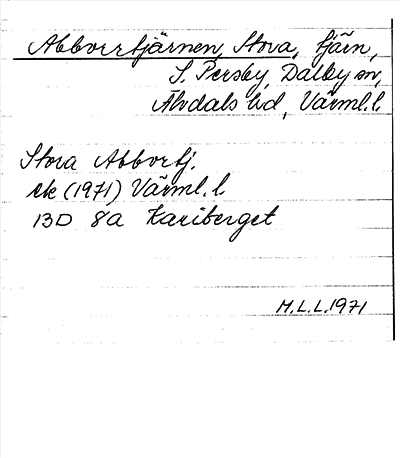 Abborrtjärnen, Stora, tjärn,
S. Persby, Dalby sn,
Älvdals hd, Värml. l.
Stora Abborrtj.
ek (1971) Värml. l
13D 8a Kariberget
M.L.L. 1971